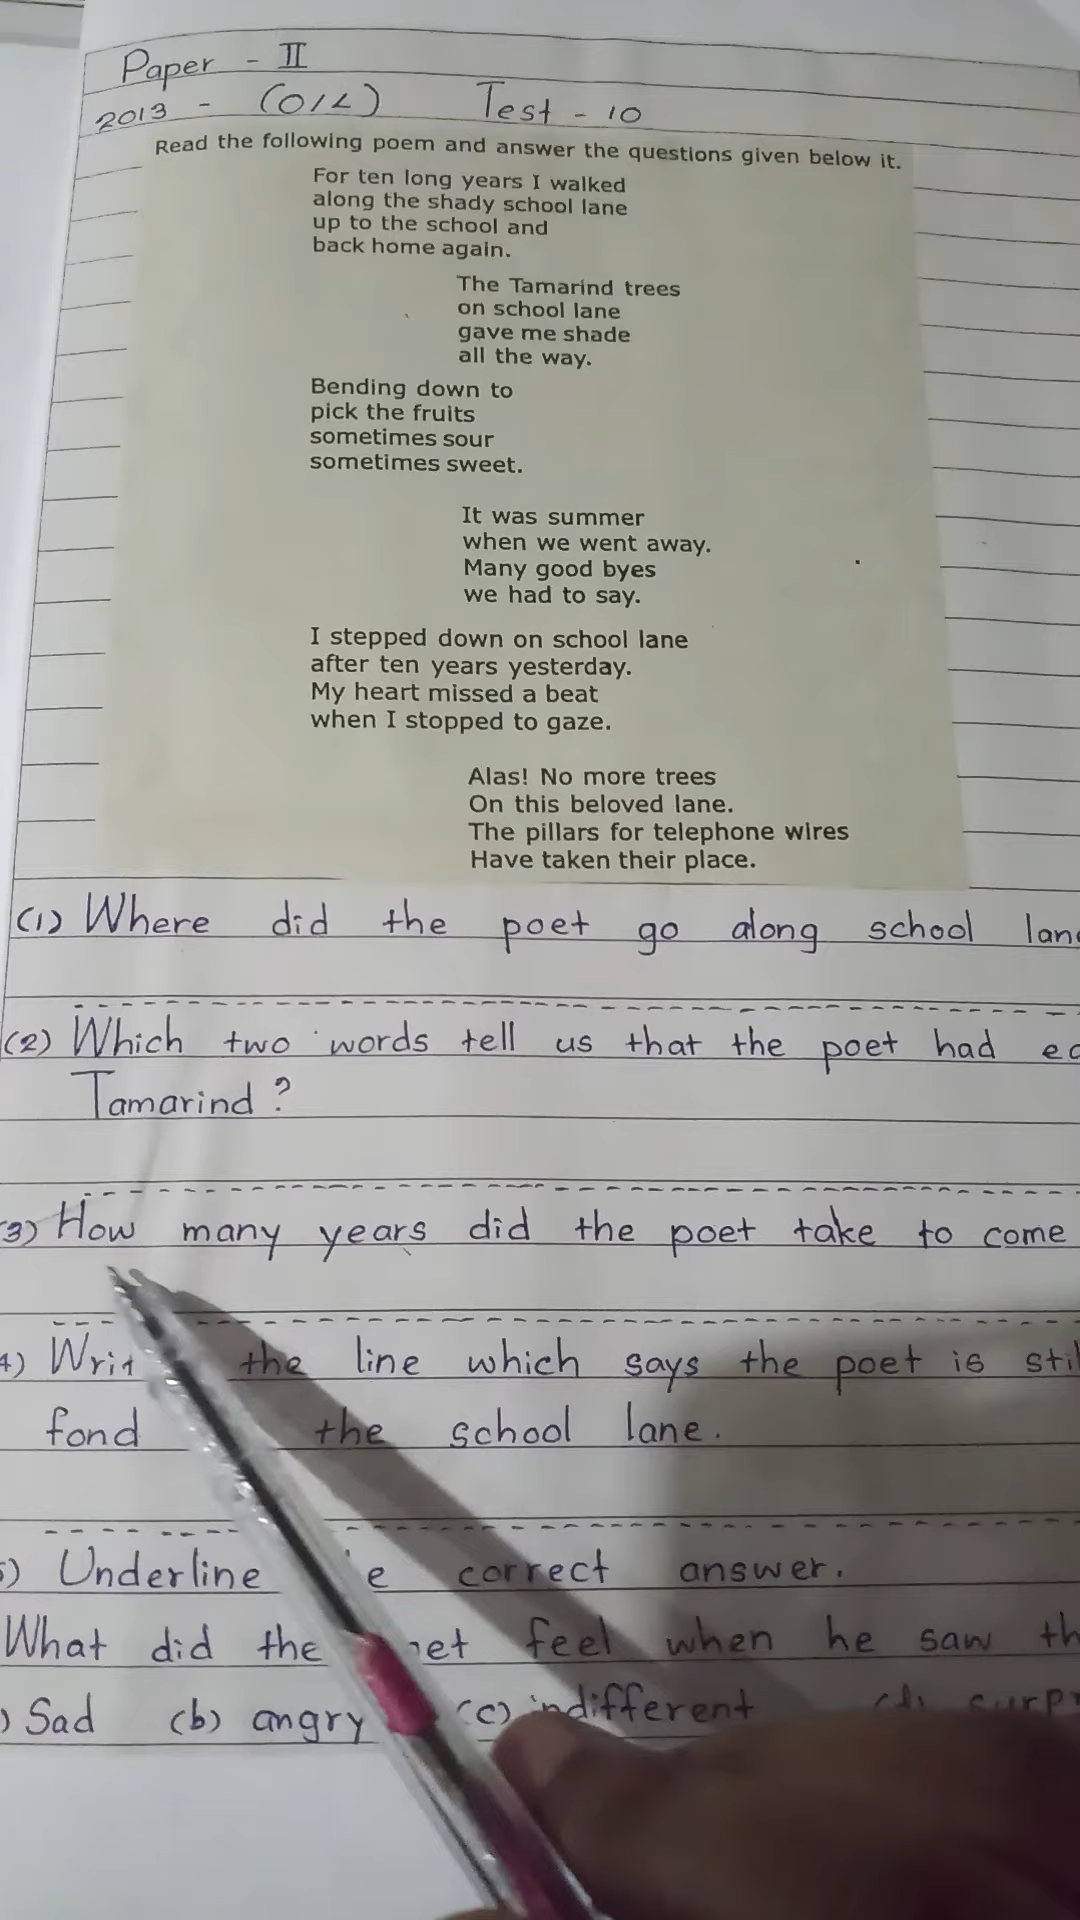 Paper - II
2013 - (O/L) Test - 10
Read the following poem and answer the questions given below it.
For ten long years I walked
along the shady school lane
up to the school and
back home again.
The Tamarind trees
on school lane
gave me shade
all the way.
Bending down to
pick the fruits
sometimes sour
sometimes sweet.
It was summer
when we went away.
Many good byes
we had to say.
I stepped down on school lane
after ten years yesterday.
My heart missed a beat
when I stopped to gaze.
Alas! No more trees
On this beloved lane.
The pillars for telephone wires
Have taken their place.
(1) Where did the poet go along school
(2) Which two words tell us that the poet had
Tamarind?
3) How many years did the poet take to come
4) the line which says the poet is
fond the school lane.
) Underline correct answer.
What did the feel when he saw
) Sad (b) angry (c) indifferent